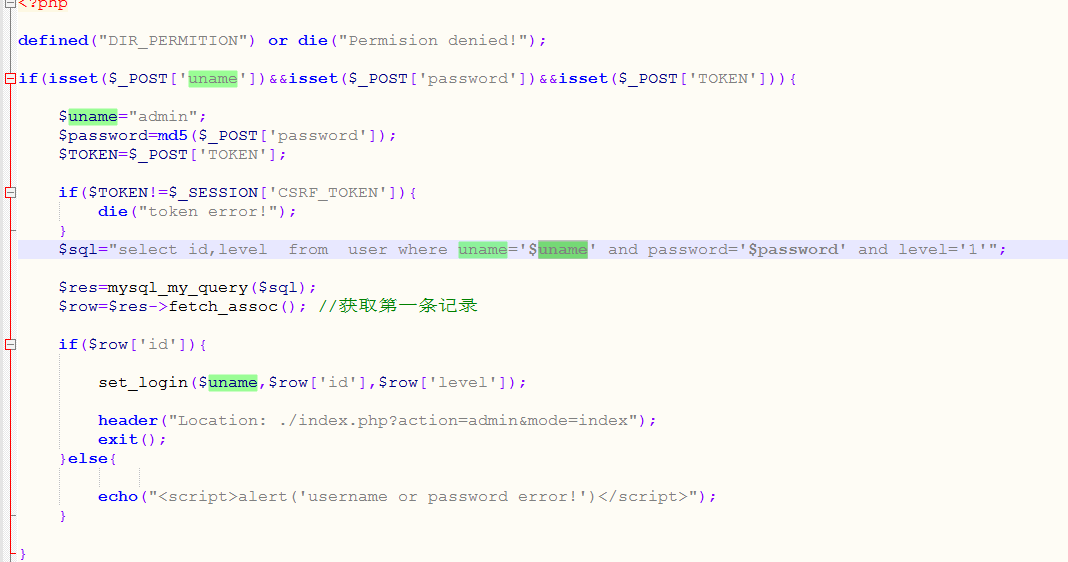 <?php
defined("DIR_PERMITION") or die("Permision denied!");
if(isset($_POST['uname'])&&isset($_POST['password'])&&isset($_POST['TOKEN'])){
$uname="admin";
$password=md5($_POST['password']);
$TOKEN=$_POST['TOKEN'];
if($TOKEN!=$_SESSION['CSRF_TOKEN']){
die("token error!");
}
$sql="select id,level  from  user where uname='$uname' and password='$password' and level='1'";
$res=mysql_my_query($sql);
$row=$res->fetch_assoc(); //获取第一条记录
if($row['id']){
set_login($uname,$row['id'],$row['level']);
header("Location: ./index.php?action=admin&mode=index");
exit();
}else{
echo("<script>alert('username or password error!')</script>");
}
}